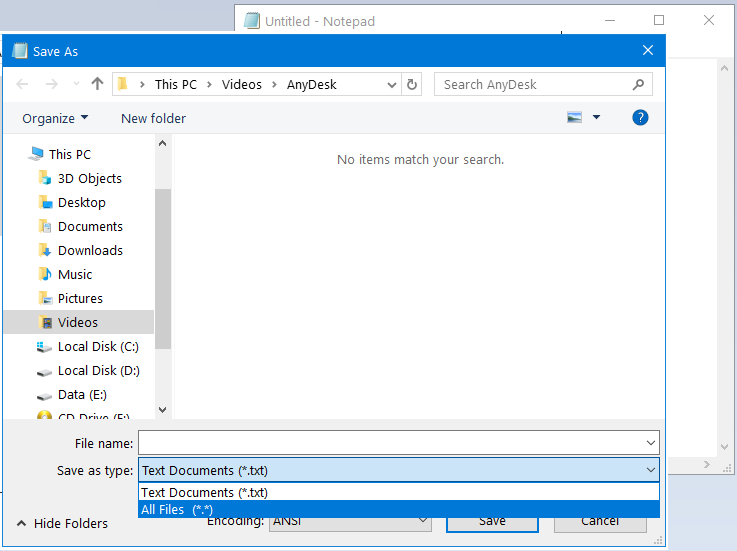 Untitled - Notepad
Save As
This PC > Videos > AnyDesk
Search AnyDesk
Organize
New folder
?
This PC
3D Objects
Desktop
Documents
Downloads
Music
Pictures
Videos
Local Disk (C:)
Local Disk (D:)
Data (E:)
CD Drive (F:)
No items match your search.
File name:
Save as type: Text Documents (*.txt)
Text Documents (*.txt)
All Files (*.*)
Hide Folders
Encoding: ANSI
Save
Cancel